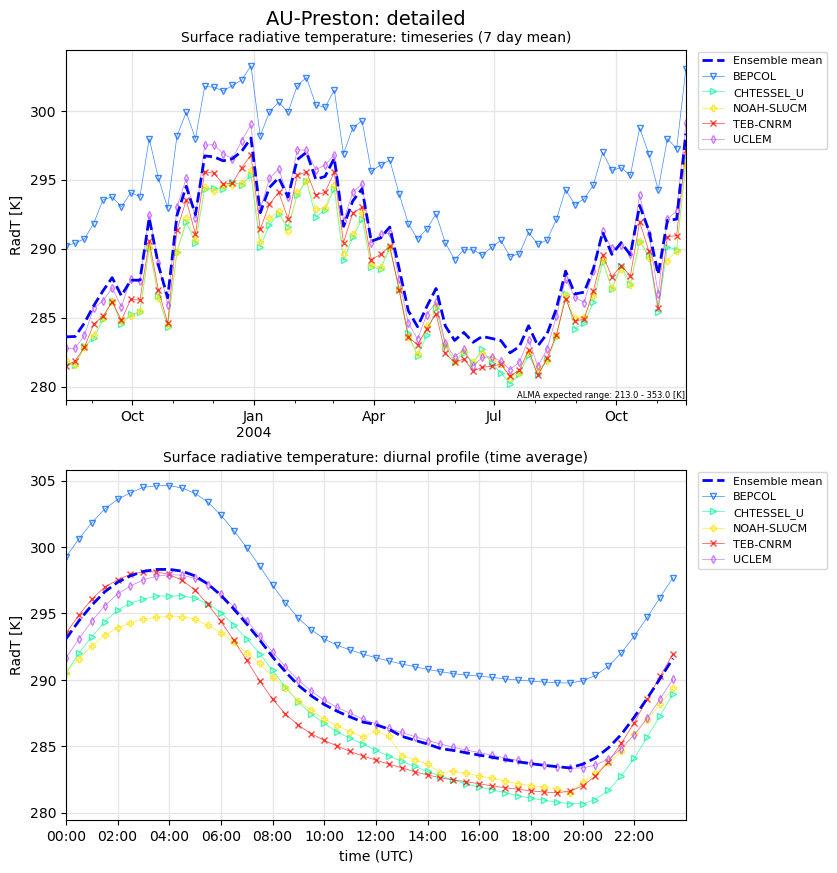 AU-Preston: detailed
Surface radiative temperature: timeseries (7 day mean)
RadT [K]
300
295
290
285
280
Oct
Jan
2004
Apr
Jul
Oct
ALMA expected range: 213.0 - 353.0 [K]
Ensemble mean
BEPCOL
CHTESSEL_U
NOAH-SLUCM
TEB-CNRM
UCLEM
Surface radiative temperature: diurnal profile (time average)
RadT [K]
305
300
295
290
285
280
00:00
02:00
04:00
06:00
08:00
10:00
12:00
14:00
16:00
18:00
20:00
22:00
time (UTC)
Ensemble mean
BEPCOL
CHTESSEL_U
NOAH-SLUCM
TEB-CNRM
UCLEM